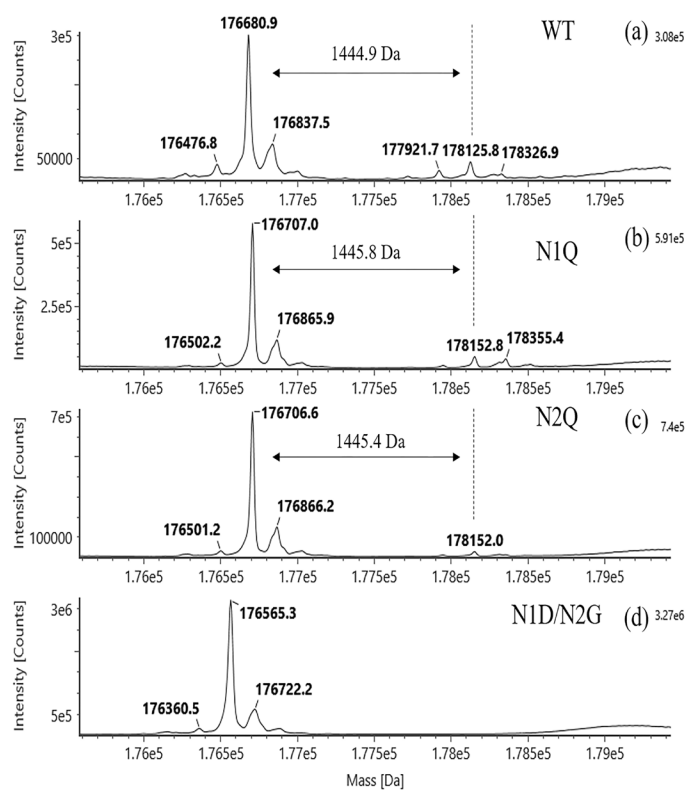 WT (a) 3.08e5
3e5
176680.9
1444.9 Da
176476.8
176837.5
177921.7 178125.8 178326.9
50000
Intensity [Counts]
1.76e5 1.765e5 1.77e5 1.775e5 1.78e5 1.785e5 1.79e5
(b) 5.91e5
N1Q
5e5
176707.0
1445.8 Da
2.5e5
176502.2
176865.9
178152.8
178355.4
Intensity [Counts]
1.76e5 1.765e5 1.77e5 1.775e5 1.78e5 1.785e5 1.79e5
N2Q (c) 7.4e5
7e5
176706.6
1445.4 Da
176501.2
176866.2
178152.0
100000
Intensity [Counts]
1.76e5 1.765e5 1.77e5 1.775e5 1.78e5 1.785e5 1.79e5
N1D/N2G (d) 3.27e6
3e6
176565.3
176360.5
176722.2
5e5
Intensity [Counts]
1.76e5 1.765e5 1.77e5 1.775e5 1.78e5 1.785e5 1.79e5
Mass [Da]